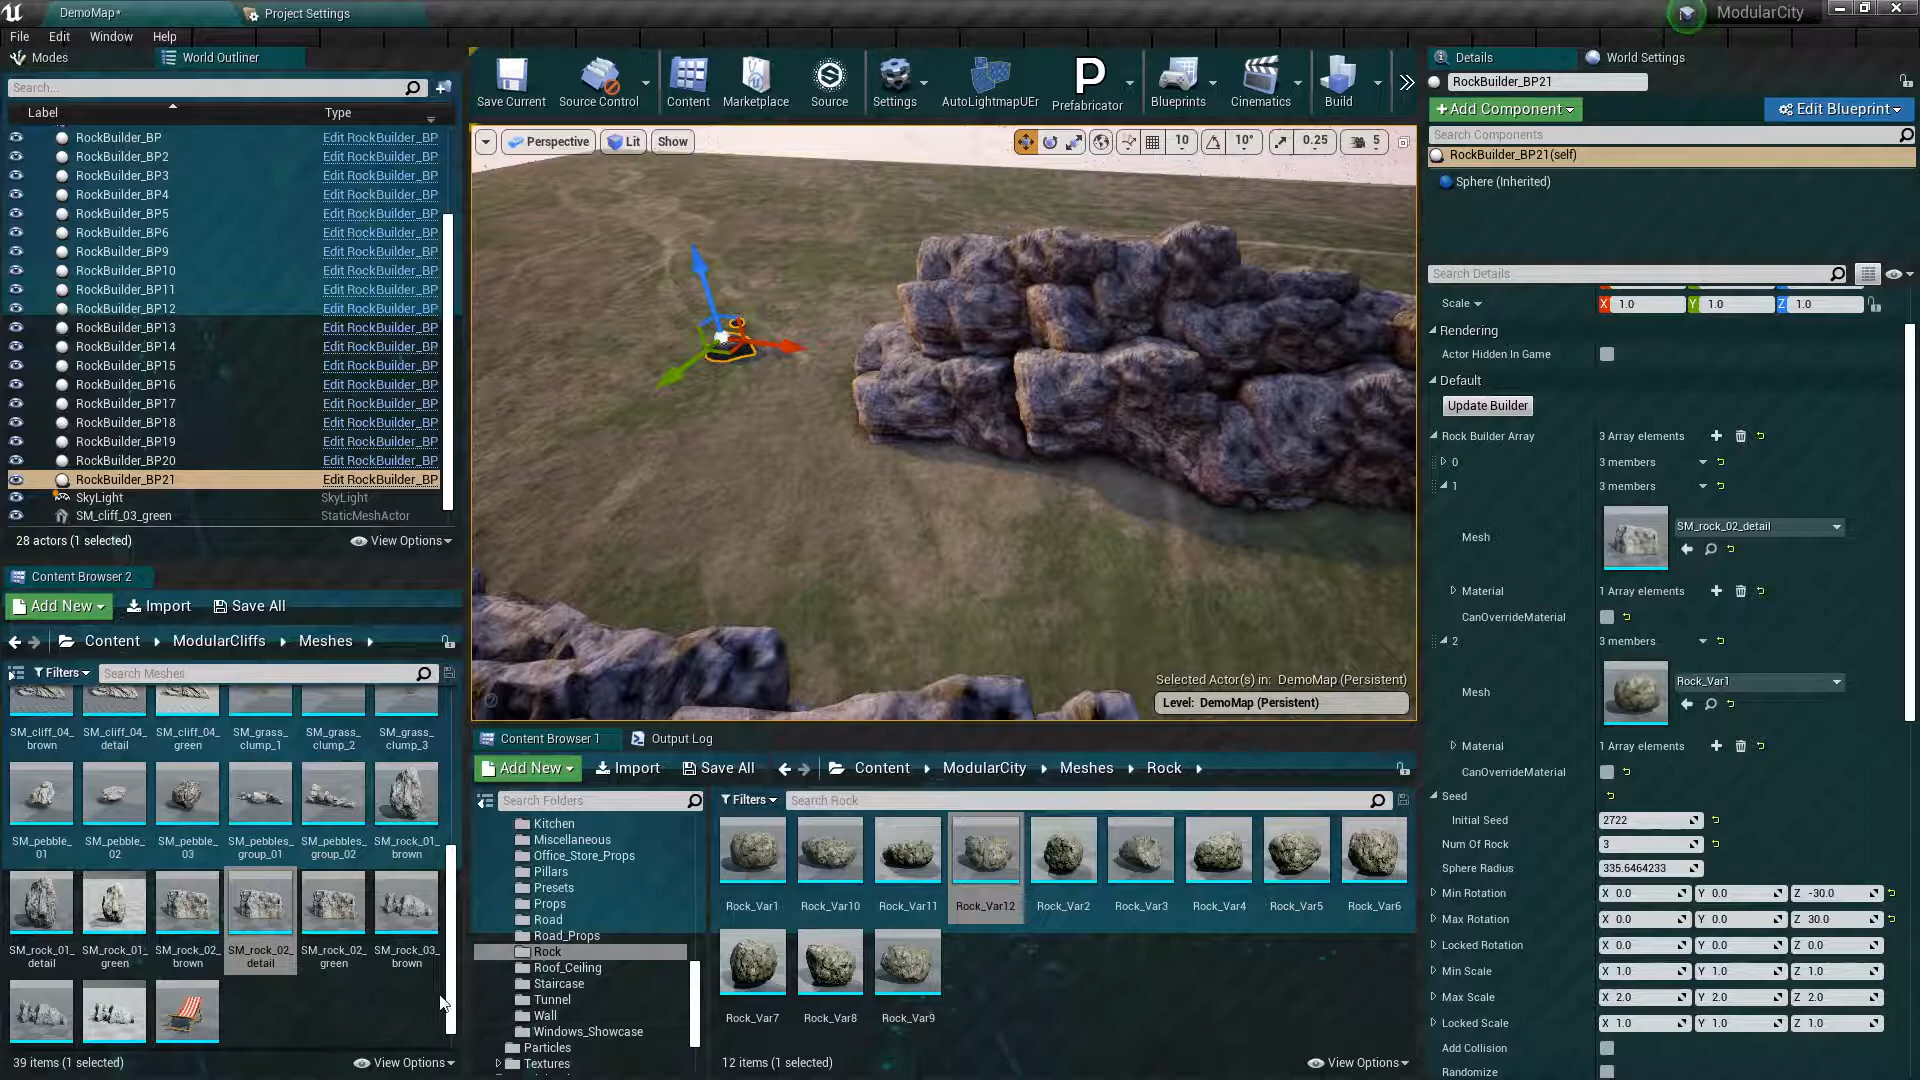 DemoMap*
Project Settings
ModularCity
File Edit Window Help
Modes
World Outliner
Search...
Label Type
RockBuilder_BP Edit RockBuilder_BP
RockBuilder_BP2 Edit RockBuilder_BP
RockBuilder_BP3 Edit RockBuilder_BP
RockBuilder_BP4 Edit RockBuilder_BP
RockBuilder_BP5 Edit RockBuilder_BP
RockBuilder_BP6 Edit RockBuilder_BP
RockBuilder_BP9 Edit RockBuilder_BP
RockBuilder_BP10 Edit RockBuilder_BP
RockBuilder_BP11 Edit RockBuilder_BP
RockBuilder_BP12 Edit RockBuilder_BP
RockBuilder_BP13 Edit RockBuilder_BP
RockBuilder_BP14 Edit RockBuilder_BP
RockBuilder_BP15 Edit RockBuilder_BP
RockBuilder_BP16 Edit RockBuilder_BP
RockBuilder_BP17 Edit RockBuilder_BP
RockBuilder_BP18 Edit RockBuilder_BP
RockBuilder_BP19 Edit RockBuilder_BP
RockBuilder_BP20 Edit RockBuilder_BP
RockBuilder_BP21 Edit RockBuilder_BP
SkyLight SkyLight
SM_cliff_03_green StaticMeshActor
28 actors (1 selected) View Options
Content Browser 2
Add New Import Save All
Content ModularCliffs Meshes
Filters Search Meshes
SM_cliff_04_ SM_cliff_04_ SM_cliff_04_ SM_grass_ SM_grass_ SM_grass_
brown detail green clump_1 clump_2 clump_3
SM_pebble_ SM_pebble_ SM_pebble_ SM_pebbles_ SM_pebbles_ SM_rock_01_
01 02 03 group_01 group_02 brown
SM_rock_01_ SM_rock_01_ SM_rock_02_ SM_rock_02_ SM_rock_02_ SM_rock_03_
detail green brown detail green brown
39 items (1 selected) View Options
Save Current Source Control Content Marketplace Source Settings AutoLightmapUEr Prefabricator Blueprints Cinematics Build
Perspective Lit Show 10 10° 0.25 5
Selected Actor(s) in: DemoMap (Persistent)
Level: DemoMap (Persistent)
Content Browser 1 Output Log
Add New Import Save All Content ModularCity Meshes Rock
Search Folders Filters Search Rock
Kitchen
Miscellaneous
Office_Store_Props
Pillars
Presets
Props
Road
Road_Props
Rock
Roof_Ceiling
Staircase
Tunnel
Wall
Windows_Showcase
Particles
Textures
Rock_Var1 Rock_Var10 Rock_Var11 Rock_Var12 Rock_Var2 Rock_Var3 Rock_Var4 Rock_Var5 Rock_Var6
Rock_Var7 Rock_Var8 Rock_Var9
12 items (1 selected) View Options
Details World Settings
RockBuilder_BP21
+Add Component Edit Blueprint
Search Components
RockBuilder_BP21(self)
Sphere (Inherited)
Search Details
Scale X 1.0 Y 1.0 Z 1.0
Rendering
Actor Hidden In Game
Default
Update Builder
Rock Builder Array 3 Array elements
0 3 members
1 3 members
Mesh SM_rock_02_detail
Material 1 Array elements
CanOverrideMaterial
2 3 members
Mesh Rock_Var1
Material 1 Array elements
CanOverrideMaterial
Seed
Initial Seed 2722
Num Of Rock 3
Sphere Radius 335.6464233
Min Rotation X 0.0 Y 0.0 Z -30.0
Max Rotation X 0.0 Y 0.0 Z 30.0
Locked Rotation X 0.0 Y 0.0 Z 0.0
Min Scale X 1.0 Y 1.0 Z 1.0
Max Scale X 2.0 Y 2.0 Z 2.0
Locked Scale X 1.0 Y 1.0 Z 1.0
Add Collision
Randomize